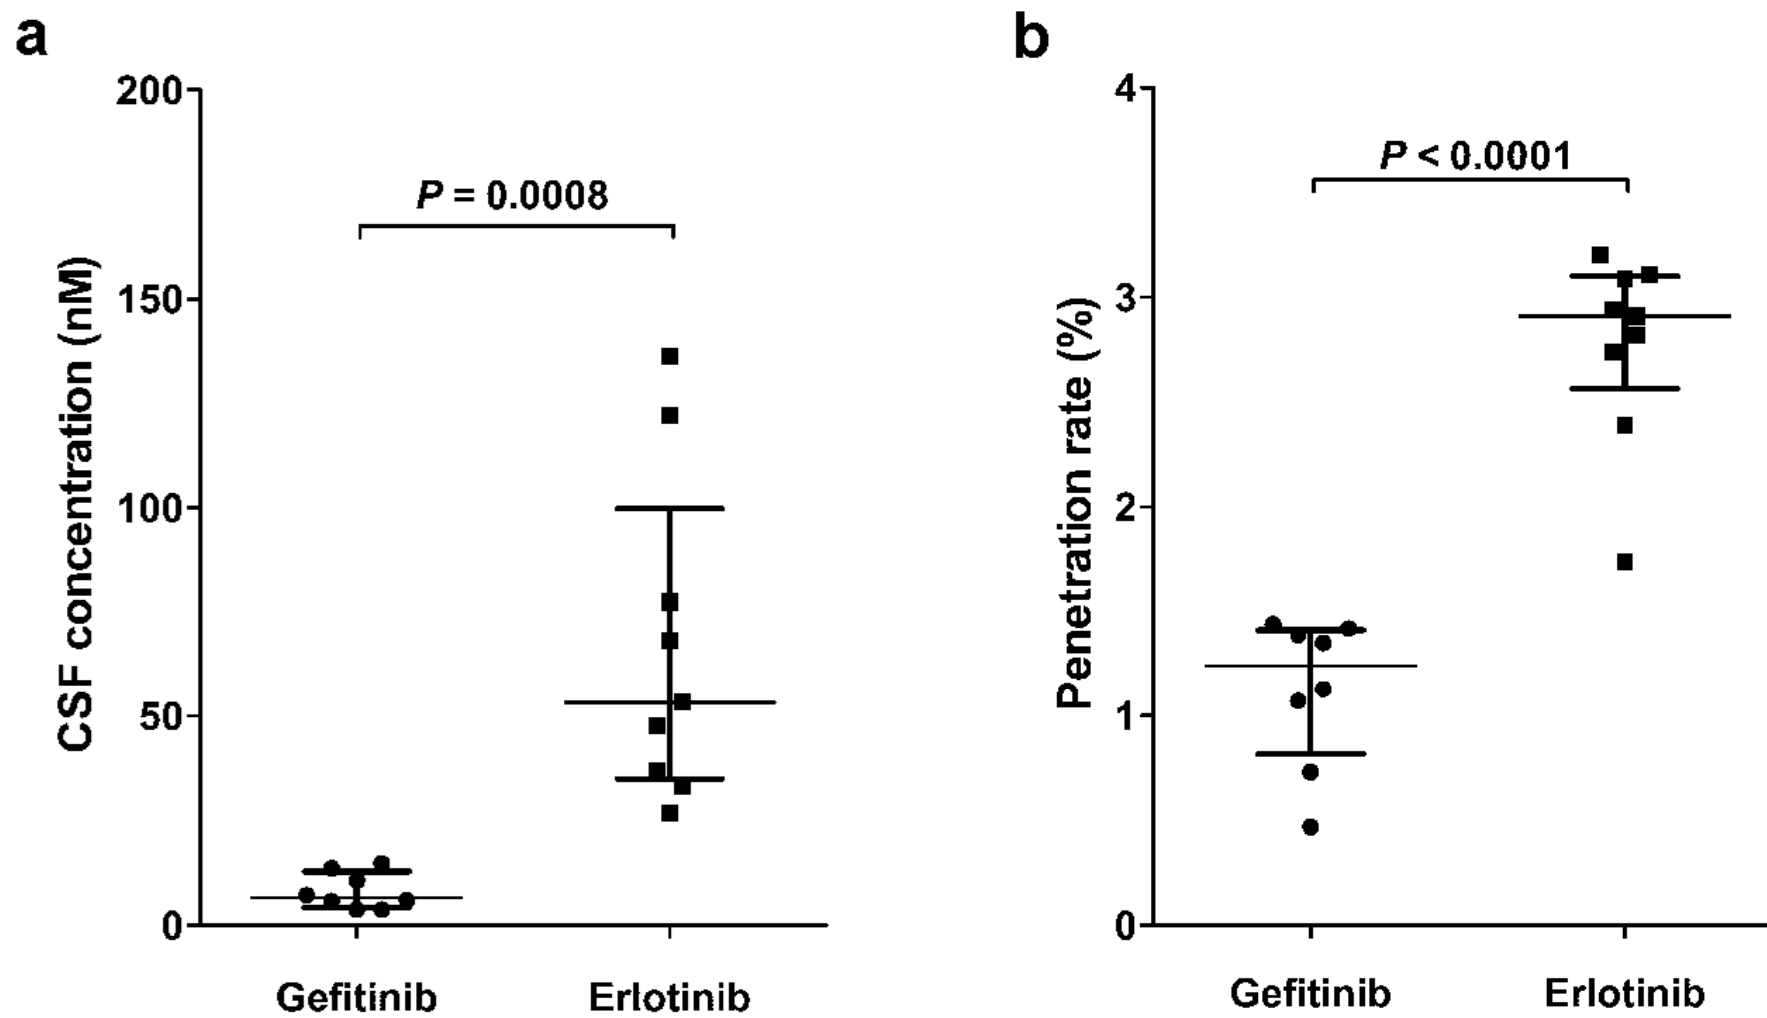 a
CSF concentration (nM)
200
150
100
50
0
P = 0.0008
Gefitinib
Erlotinib
b
Penetration rate (%)
4
3
2
1
0
P < 0.0001
Gefitinib
Erlotinib